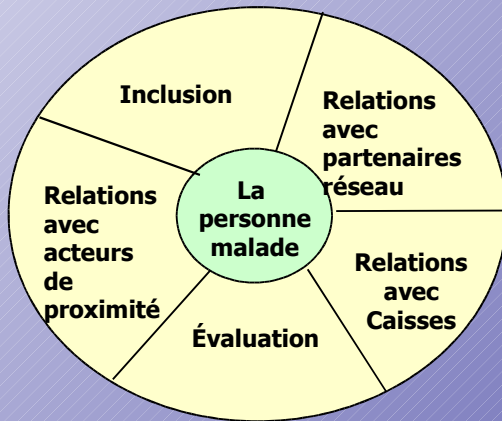 Inclusion
Relations
avec
partenaires
réseau
La
personne
malade
Relations
avec
acteurs
de
proximité
Relations
avec
Caisses
Évaluation